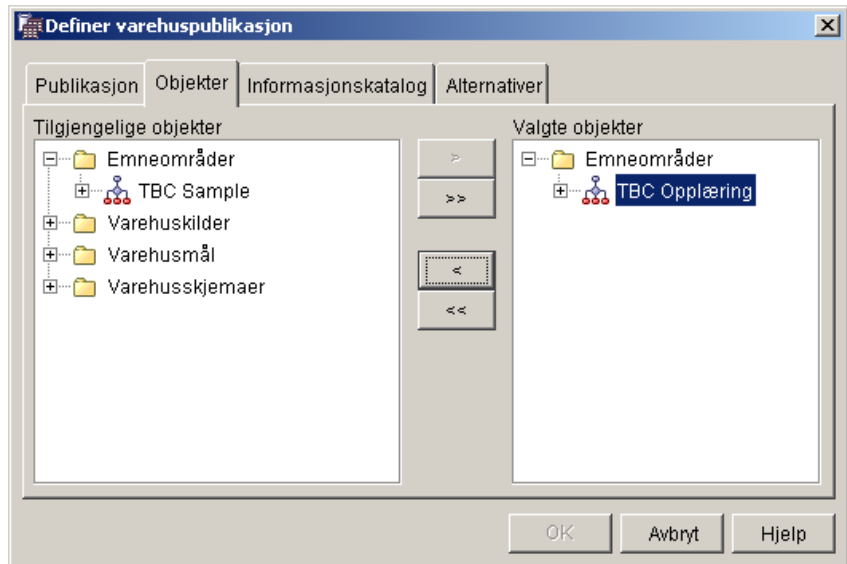 Definer varehuspublikasjon
Publikasjon
Objekter
Informasjonskatalog
Alternativer
Tilgjengelige objekter
Emneområder
TBC Sample
Varehuskilder
Varehusmål
Varehusskjemaer
>
>>
<
<<
Valgte objekter
Emneområder
TBC Opplæring
OK
Avbryt
Hjelp